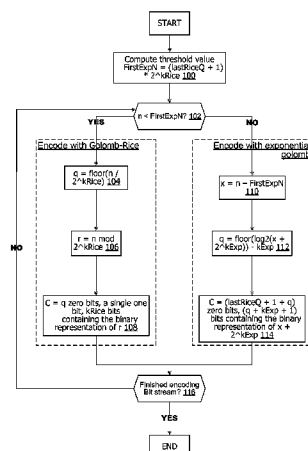 START
Compute threshold value
FirstExpN = (lastRiceQ + 1)
* 2^kRice 100
n < FirstExpN? 102
YES
NO
Encode with Golomb-Rice
q = floor(n /
2^kRice) 104
r = n mod
2^kRice 106
C = q zero bits, a single one
bit, kRice bits
containing the binary
representation of r 108
Encode with exponential
golomb
x = n – FirstExpN
110
q = floor(log2(x +
2^kExp)) - kExp 112
C = (lastRiceQ + 1 + q)
zero bits, (q + kExp + 1)
bits containing the binary
representation of x +
2^kExp 114
NO
Finished encoding
Bit stream? 116
YES
END